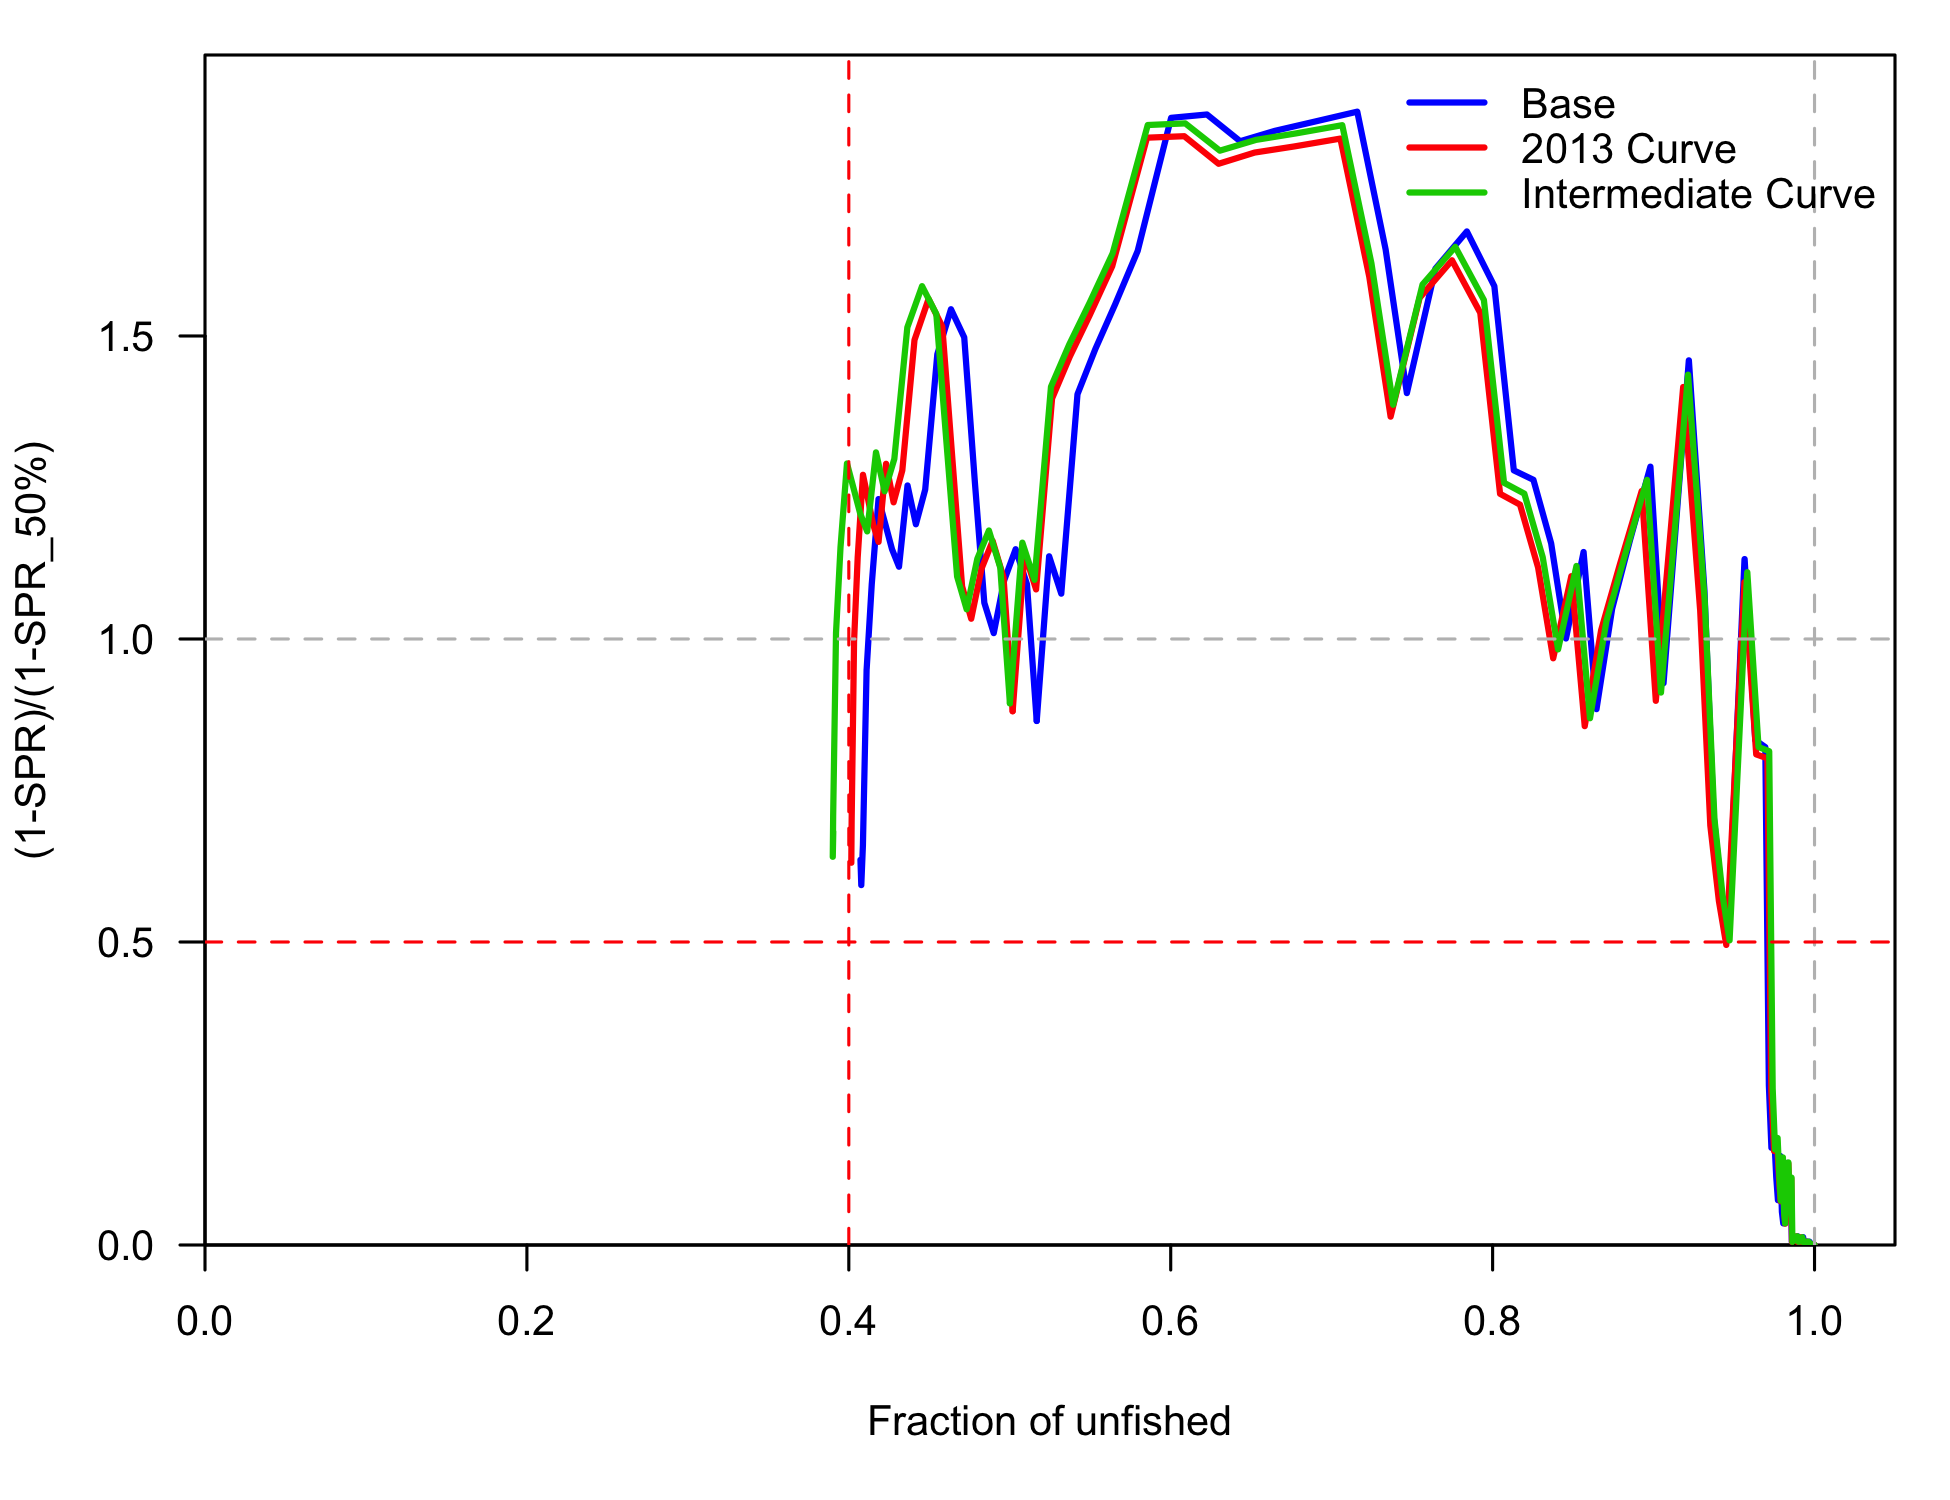 Base
2013 Curve
Intermediate Curve
(1-SPR)/(1-SPR_50%)
1.5
1.0
0.5
0.0
0.0 0.2 0.4 0.6 0.8 1.0
Fraction of unfished